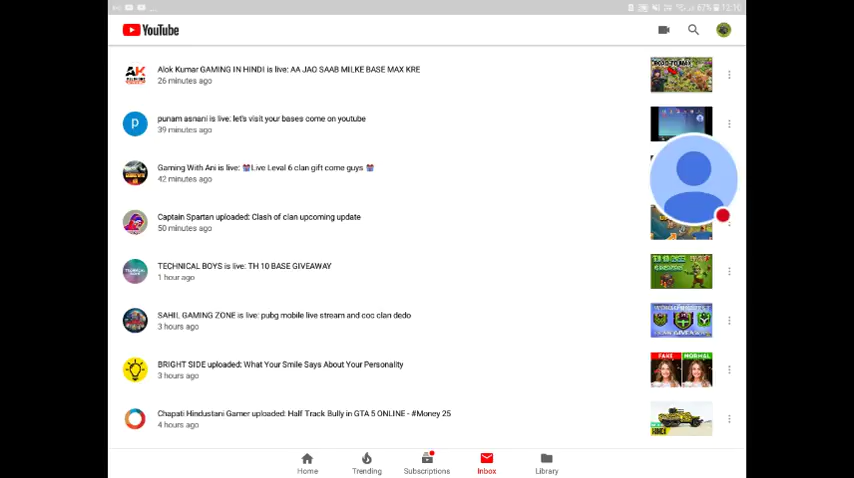 67% 12:10
YouTube
Alok Kumar GAMING IN HINDI is live: AA JAO SAAB MILKE BASE MAX KRE
26 minutes ago
punam asnani is live: let's visit your bases come on youtube
39 minutes ago
Gaming With Ani is live: 🎁Live Leval 6 clan gift come guys 🎁
42 minutes ago
Captain Spartan uploaded: Clash of clan upcoming update
50 minutes ago
TECHNICAL BOYS is live: TH 10 BASE GIVEAWAY
1 hour ago
SAHIL GAMING ZONE is live: pubg mobile live stream and coc clan dedo
3 hours ago
BRIGHT SIDE uploaded: What Your Smile Says About Your Personality
3 hours ago
FAKE NORMAL
Chapati Hindustani Gamer uploaded: Half Track Bully in GTA 5 ONLINE - #Money 25
4 hours ago
HINDI
Home Trending Subscriptions Inbox Library